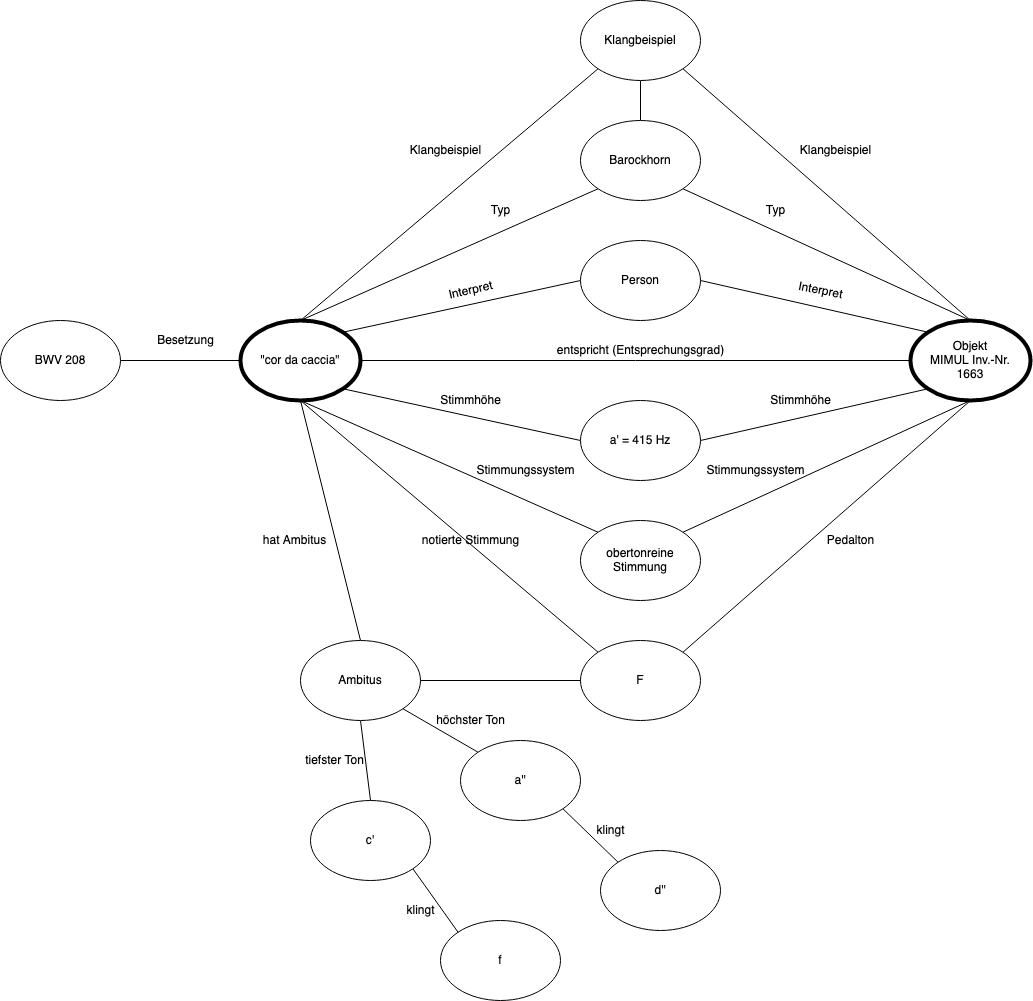 Klangbeispiel
Klangbeispiel
Klangbeispiel
Barockhorn
Typ
Typ
Person
Interpret
Interpret
BWV 208
Besetzung
"cor da caccia"
entspricht (Entsprechungsgrad)
Objekt
MIMUL Inv.-Nr.
1663
Stimmhöhe
Stimmhöhe
a' = 415 Hz
Stimmungssystem
Stimmungssystem
hat Ambitus
notierte Stimmung
Pedalton
obertonreine
Stimmung
Ambitus
F
höchster Ton
tiefster Ton
a"
c'
klingt
d"
klingt
f